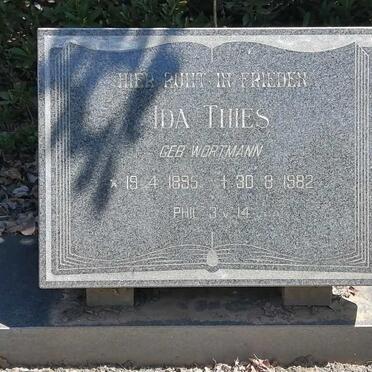 HIER RUHT IN FRIEDEN
IDA THIES
GEB WORTMANN
* 19.4.1895 † 30.8.1982
PHIL 3 V 14